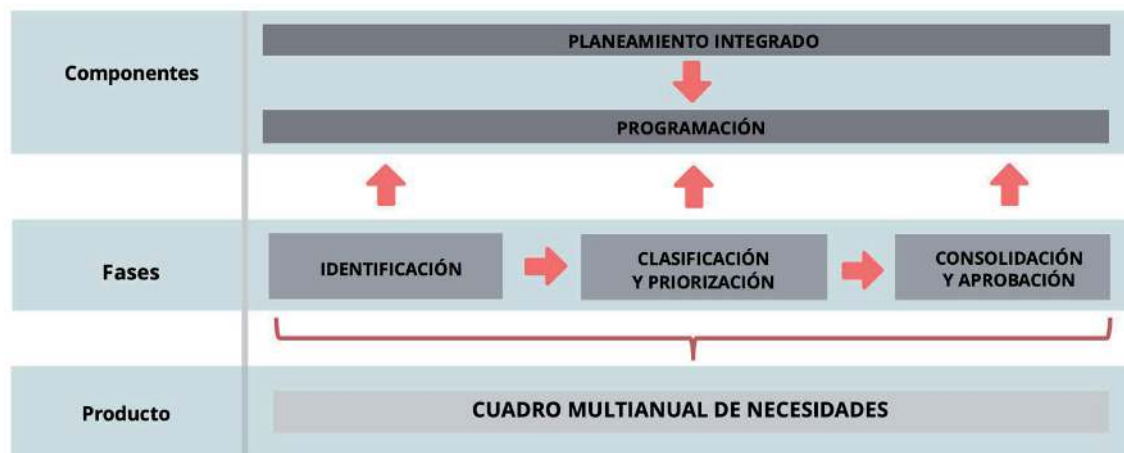 Componentes
PLANEAMIENTO INTEGRADO
PROGRAMACIÓN
Fases
IDENTIFICACIÓN
CLASIFICACIÓN
Y PRIORIZACIÓN
CONSOLIDACIÓN
Y APROBACIÓN
Producto
CUADRO MULTIANUAL DE NECESIDADES